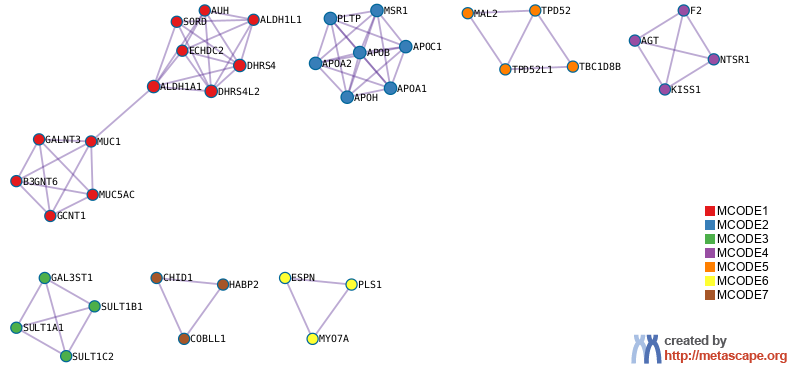 AUH
SORD
ALDH1L1
ECHDC2
DHRS4
ALDH1A1
DHRS4L2
MSR1
PLTP
APOC1
APOB
APOA2
APOA1
APOH
MAL2
TPD52
TPD52L1
TBC1D8B
F2
AGT
NTSR1
KISS1
GALNT3
MUC1
B3GNT6
MUC5AC
GCNT1
MCODE1
MCODE2
MCODE3
MCODE4
MCODE5
MCODE6
MCODE7
GAL3ST1
SULT1B1
SULT1A1
SULT1C2
CHID1
HABP2
COBLL1
ESPN
PLS1
MYO7A
created by
http://metascape.org